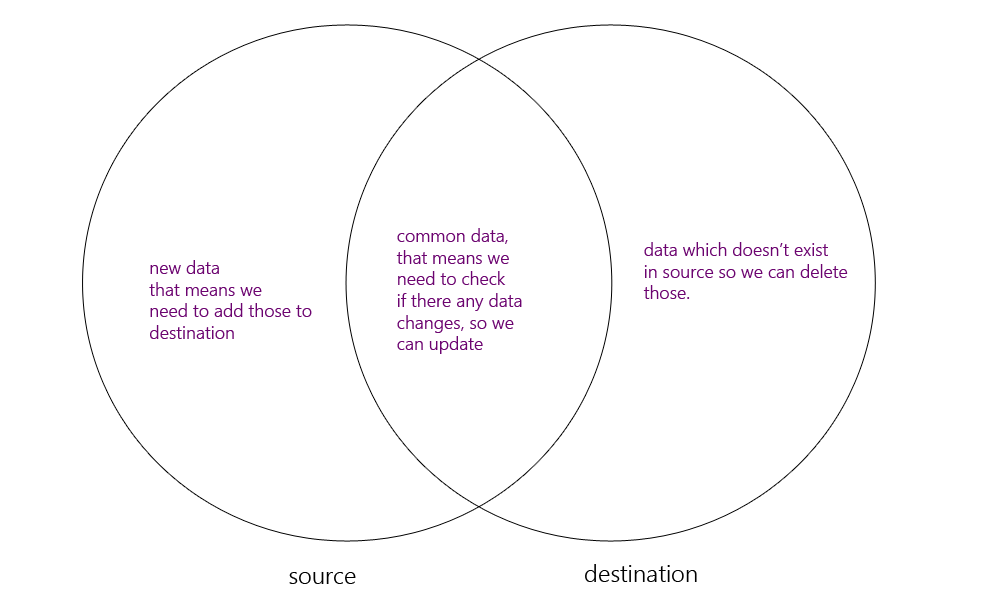 new data
that means we
need to add those to
destination
common data,
that means we
need to check
if there any data
changes, so we
can update
data which doesn’t exist
in source so we can delete
those.
source
destination